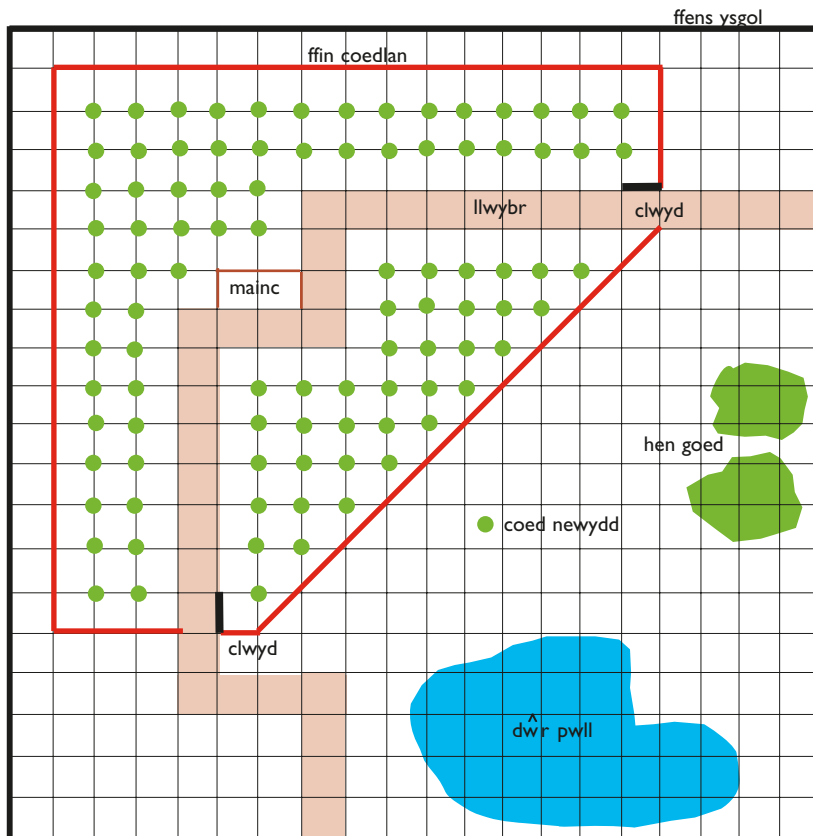 ffens ysgol
ffin coedlan
llwybr
clwyd
mainc
hen goed
coed newydd
clwyd
dŵr pwll